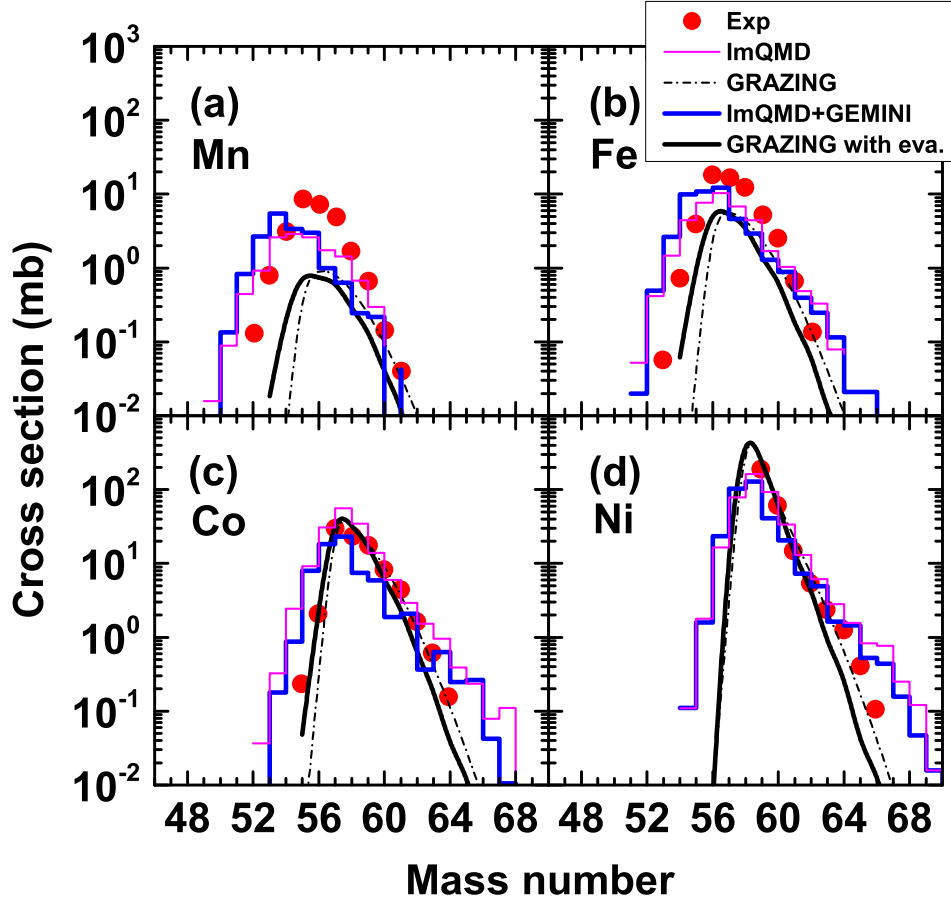 Exp
ImQMD
GRAZING
ImQMD+GEMINI
GRAZING with eva.
(a)
Mn
(b)
Fe
(c)
Co
(d)
Ni
10³
10²
10¹
10⁰
10⁻¹
10⁻²
10²
10¹
10⁰
10⁻¹
10⁻²
Cross section (mb)
48 52 56 60 64 48 52 56 60 64 68
Mass number